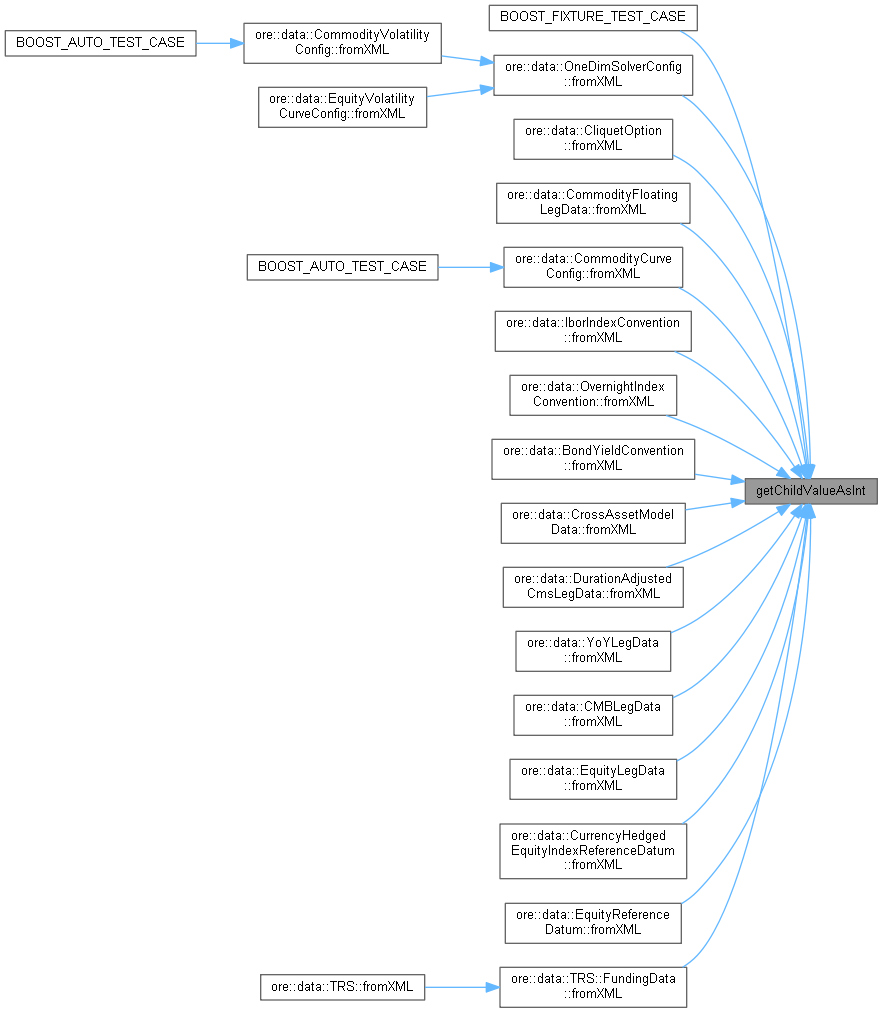 BOOST_FIXTURE_TEST_CASE
BOOST_AUTO_TEST_CASE
ore::data::CommodityVolatility
Config::fromXML
ore::data::OneDimSolverConfig
::fromXML
ore::data::EquityVolatility
CurveConfig::fromXML
ore::data::CliquetOption
::fromXML
ore::data::CommodityFloating
LegData::fromXML
BOOST_AUTO_TEST_CASE
ore::data::CommodityCurve
Config::fromXML
ore::data::IborIndexConvention
::fromXML
ore::data::OvernightIndex
Convention::fromXML
ore::data::BondYieldConvention
::fromXML
getChildValueAsInt
ore::data::CrossAssetModel
Data::fromXML
ore::data::DurationAdjusted
CmsLegData::fromXML
ore::data::YoYLegData
::fromXML
ore::data::CMBLegData
::fromXML
ore::data::EquityLegData
::fromXML
ore::data::CurrencyHedged
EquityIndexReferenceDatum
::fromXML
ore::data::EquityReference
Datum::fromXML
ore::data::TRS::fromXML
ore::data::TRS::FundingData
::fromXML